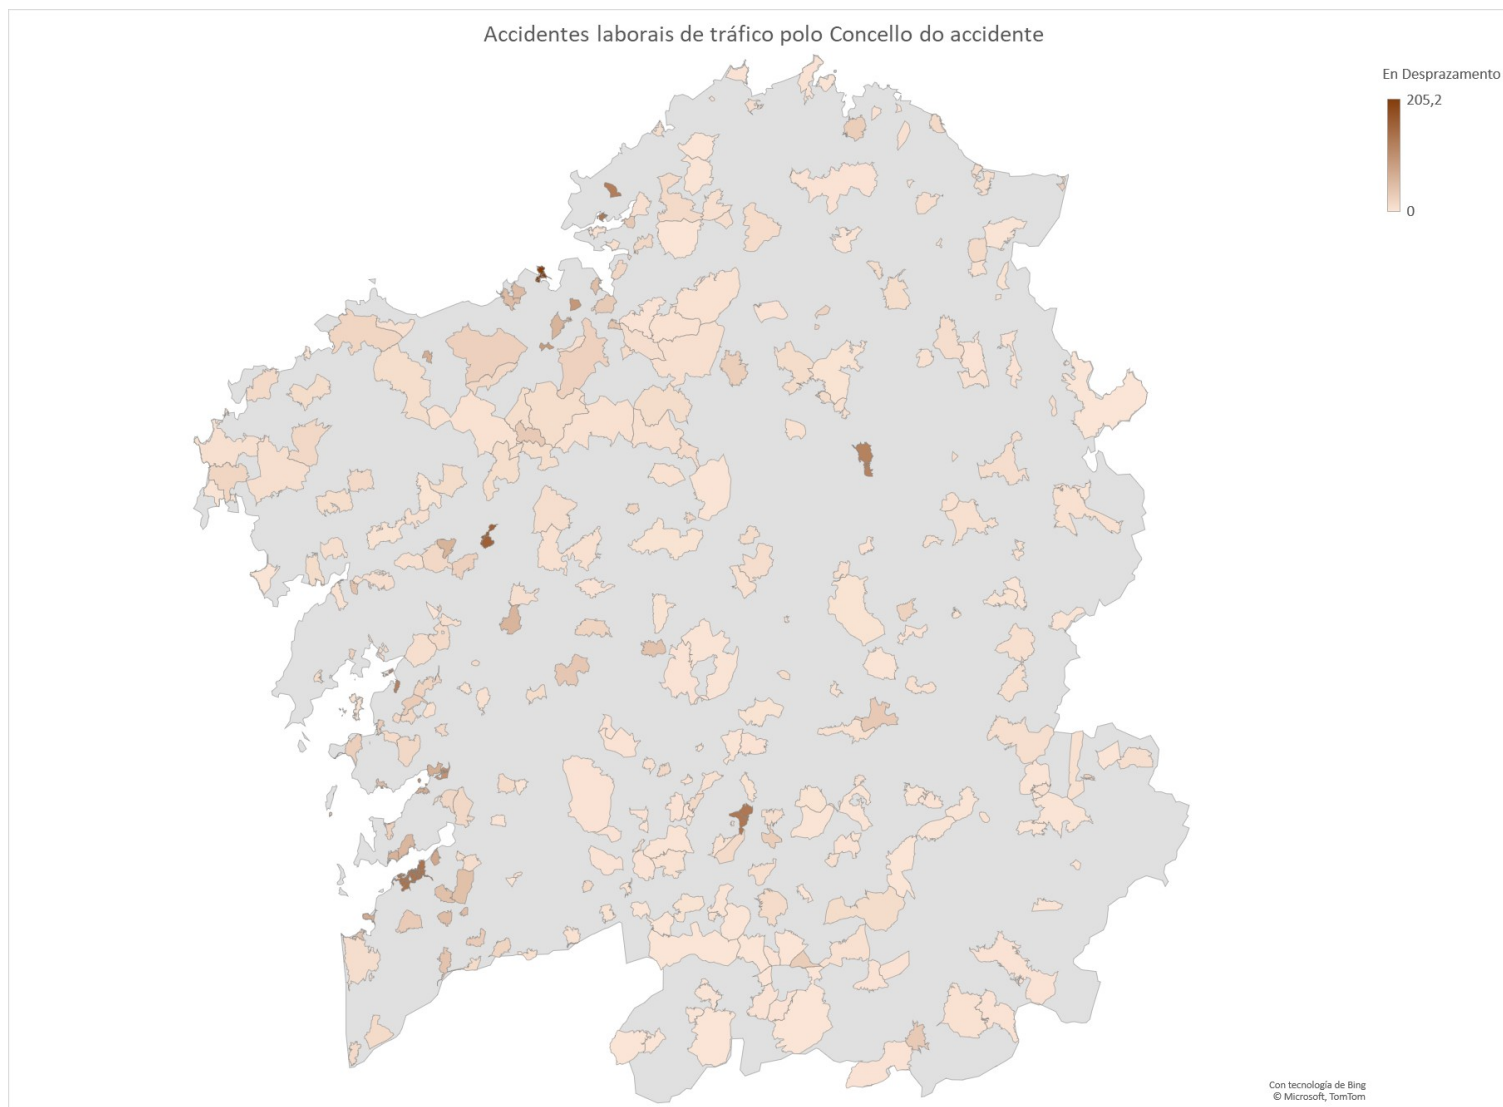 Accidentes laborais de tráfico polo Concello do accidente
En Desprazamento
205,2
0
Con tecnología de Bing
© Microsoft, TomTom